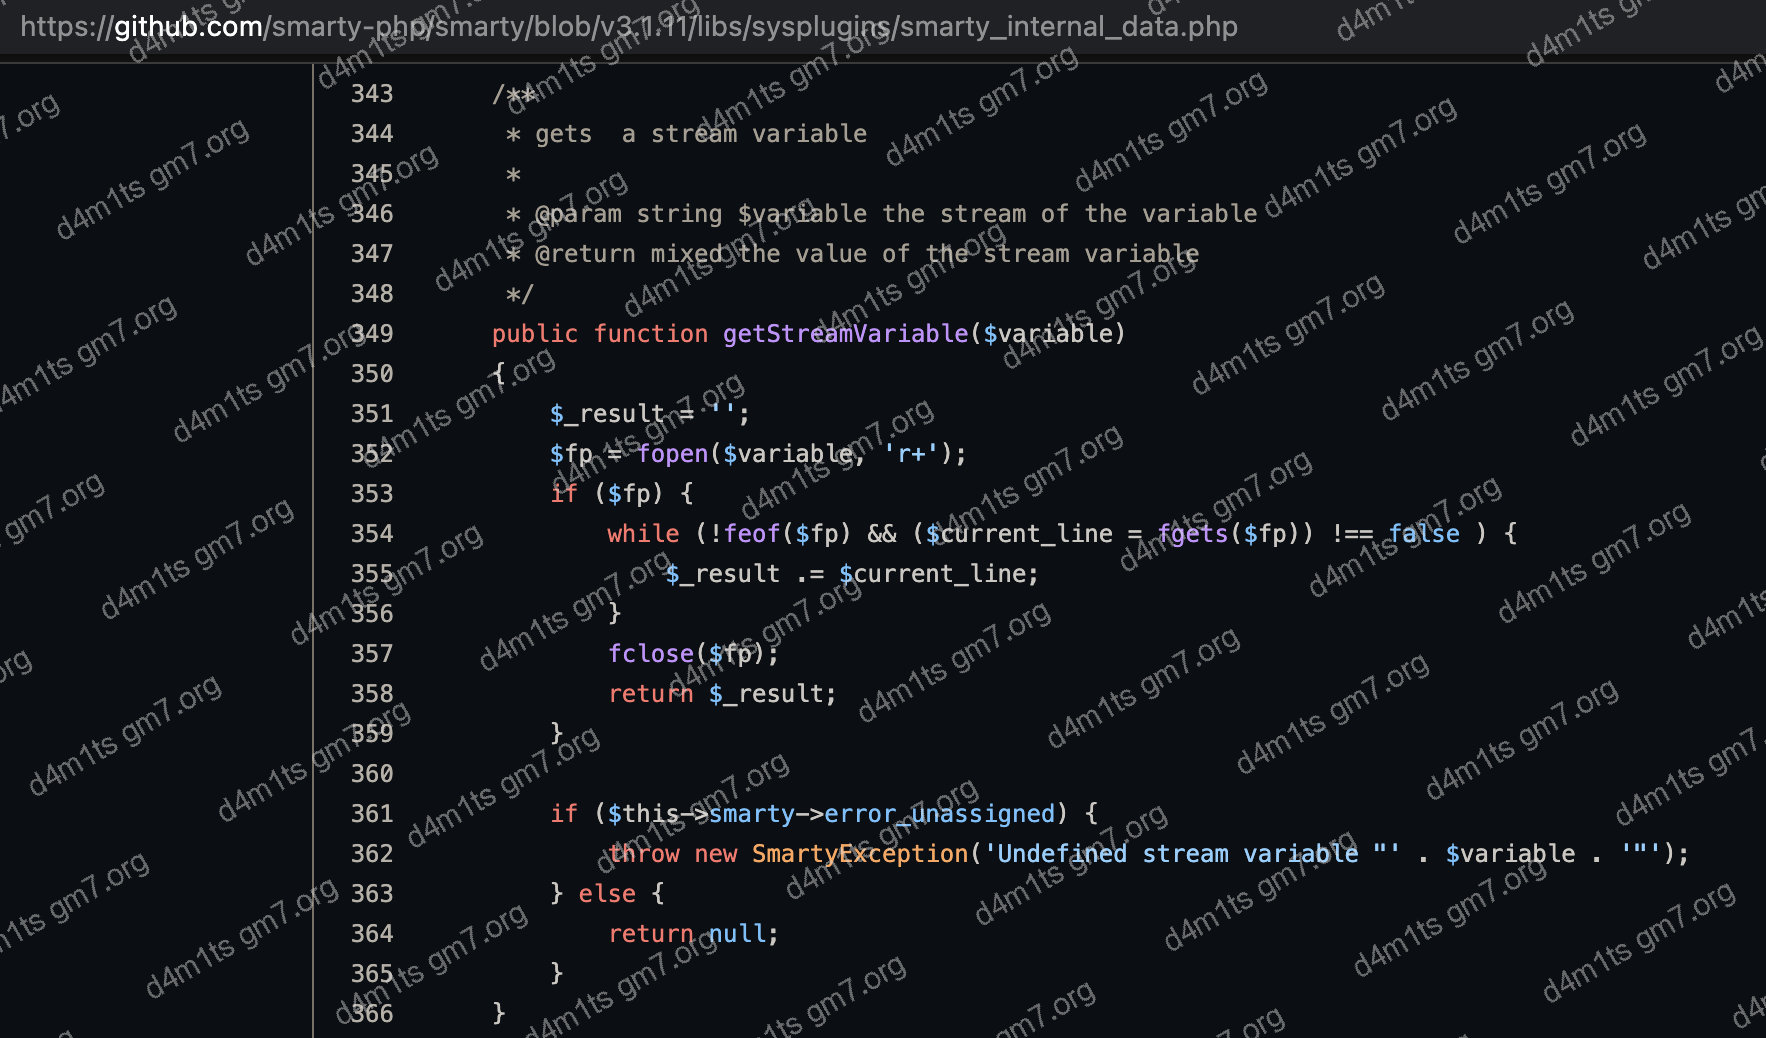 https://github.com/smarty-php/smarty/blob/v3.1.11/libs/sysplugins/smarty_internal_data.php
343 /**
344 * gets  a stream variable
345 *
346 * @param string $variable the stream of the variable
347 * @return mixed the value of the stream variable
348 */
349 public function getStreamVariable($variable)
350 {
351 $_result = '';
352 $fp = fopen($variable, 'r+');
353 if ($fp) {
354 while (!feof($fp) && ($current_line = fgets($fp)) !== false ) {
355 $_result .= $current_line;
356 }
357 fclose($fp);
358 return $_result;
359 }
360
361 if ($this->smarty->error_unassigned) {
362 throw new SmartyException('Undefined stream variable "' . $variable . '"');
363 } else {
364 return null;
365 }
366 }
d4m1ts gm7.org